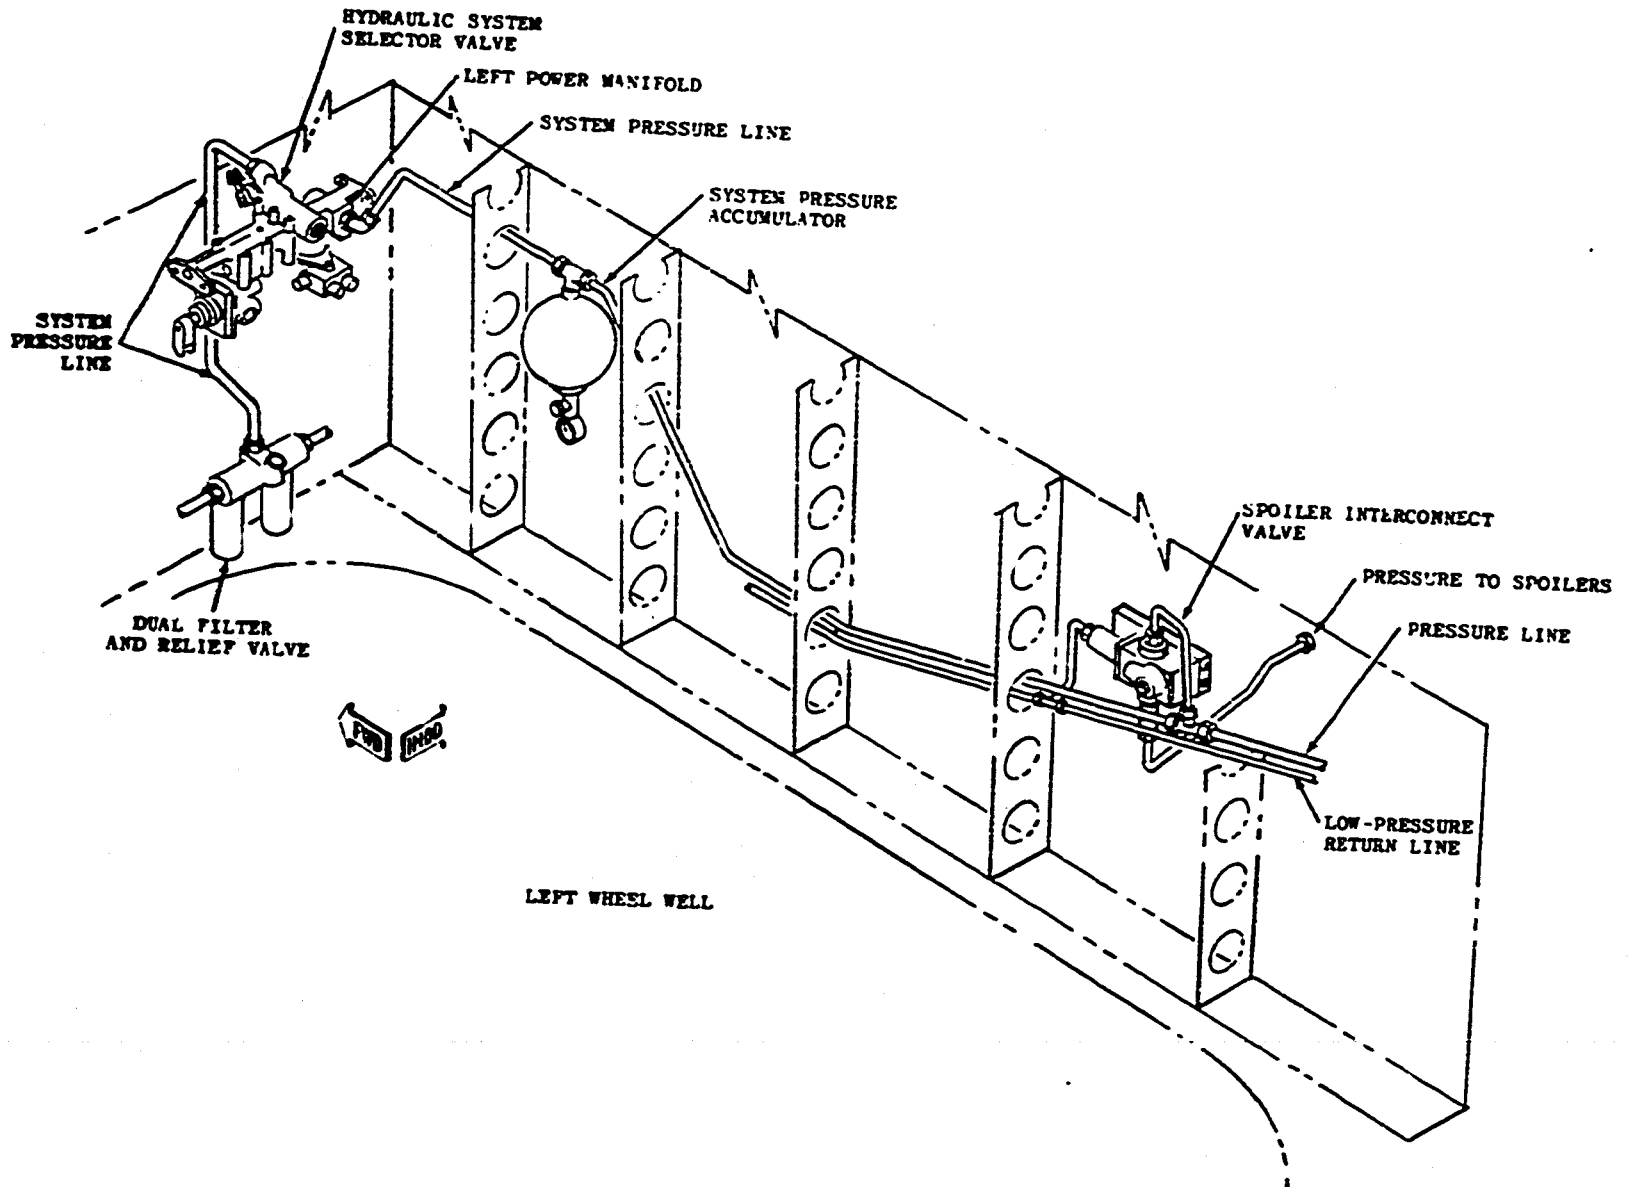 HYDRAULIC SYSTEM
SELECTOR VALVE
LEFT POWER MANIFOLD
SYSTEM PRESSURE LINE
SYSTEM PRESSURE
ACCUMULATOR
SYSTEM
PRESSURE
LINE
SPOILER INTERCONNECT
VALVE
PRESSURE TO SPOILERS
PRESSURE LINE
DUAL FILTER
AND RELIEF VALVE
FWD
INBD
LOW-PRESSURE
RETURN LINE
LEFT WHEEL WELL